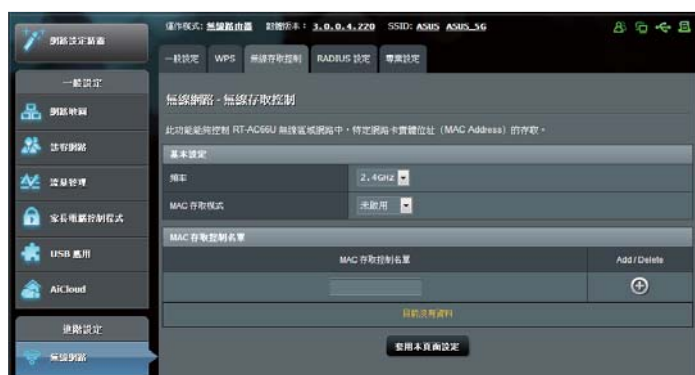 運作模式: 無線路由器 韌體版本: 3.0.0.4.220 SSID: ASUS ASUS_5G
網路設定精靈
一般設定 WPS 無線存取控制 RADIUS 設定 專業設定
一般設定
網路地圖
訪客網路
流量管理
家長電腦控制程式
USB 應用
AiCloud
進階設定
無線網路
無線網路 - 無線存取控制
此功能能夠控制 RT-AC66U 無線區域網路中，特定網路卡實體位址（MAC Address）的存取。
基本設定
頻率 2.4GHz
MAC 存取模式 未啟用
MAC 存取控制名單
MAC 存取控制名單 Add / Delete
目前沒有資料
套用本頁面設定